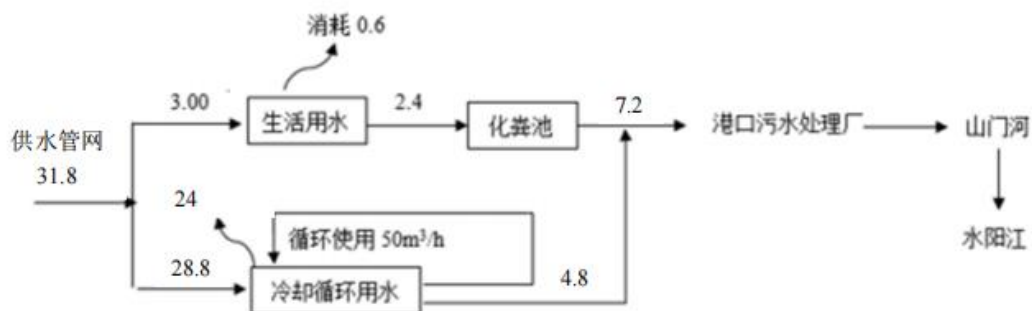 消耗 0.6
3.00
生活用水
2.4
化粪池
7.2
港口污水处理厂
山门河
供水管网
31.8
24
循环使用 50m³/h
水阳江
28.8
冷却循环用水
4.8